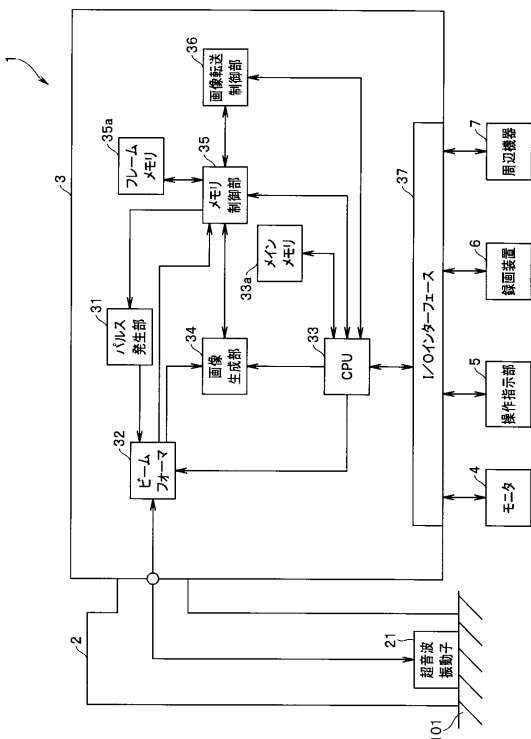 1
3
36
画像転送
制御部
35a
フレーム
メモリ
35
メモリ
制御部
31
パルス
発生部
33a
メイン
メモリ
34
画像
生成部
33
CPU
32
ビーム
フォーマ
37
I/Oインターフェース
7
周辺機器
6
録画装置
5
操作指示部
4
モニタ
2
21
超音波
振動子
101